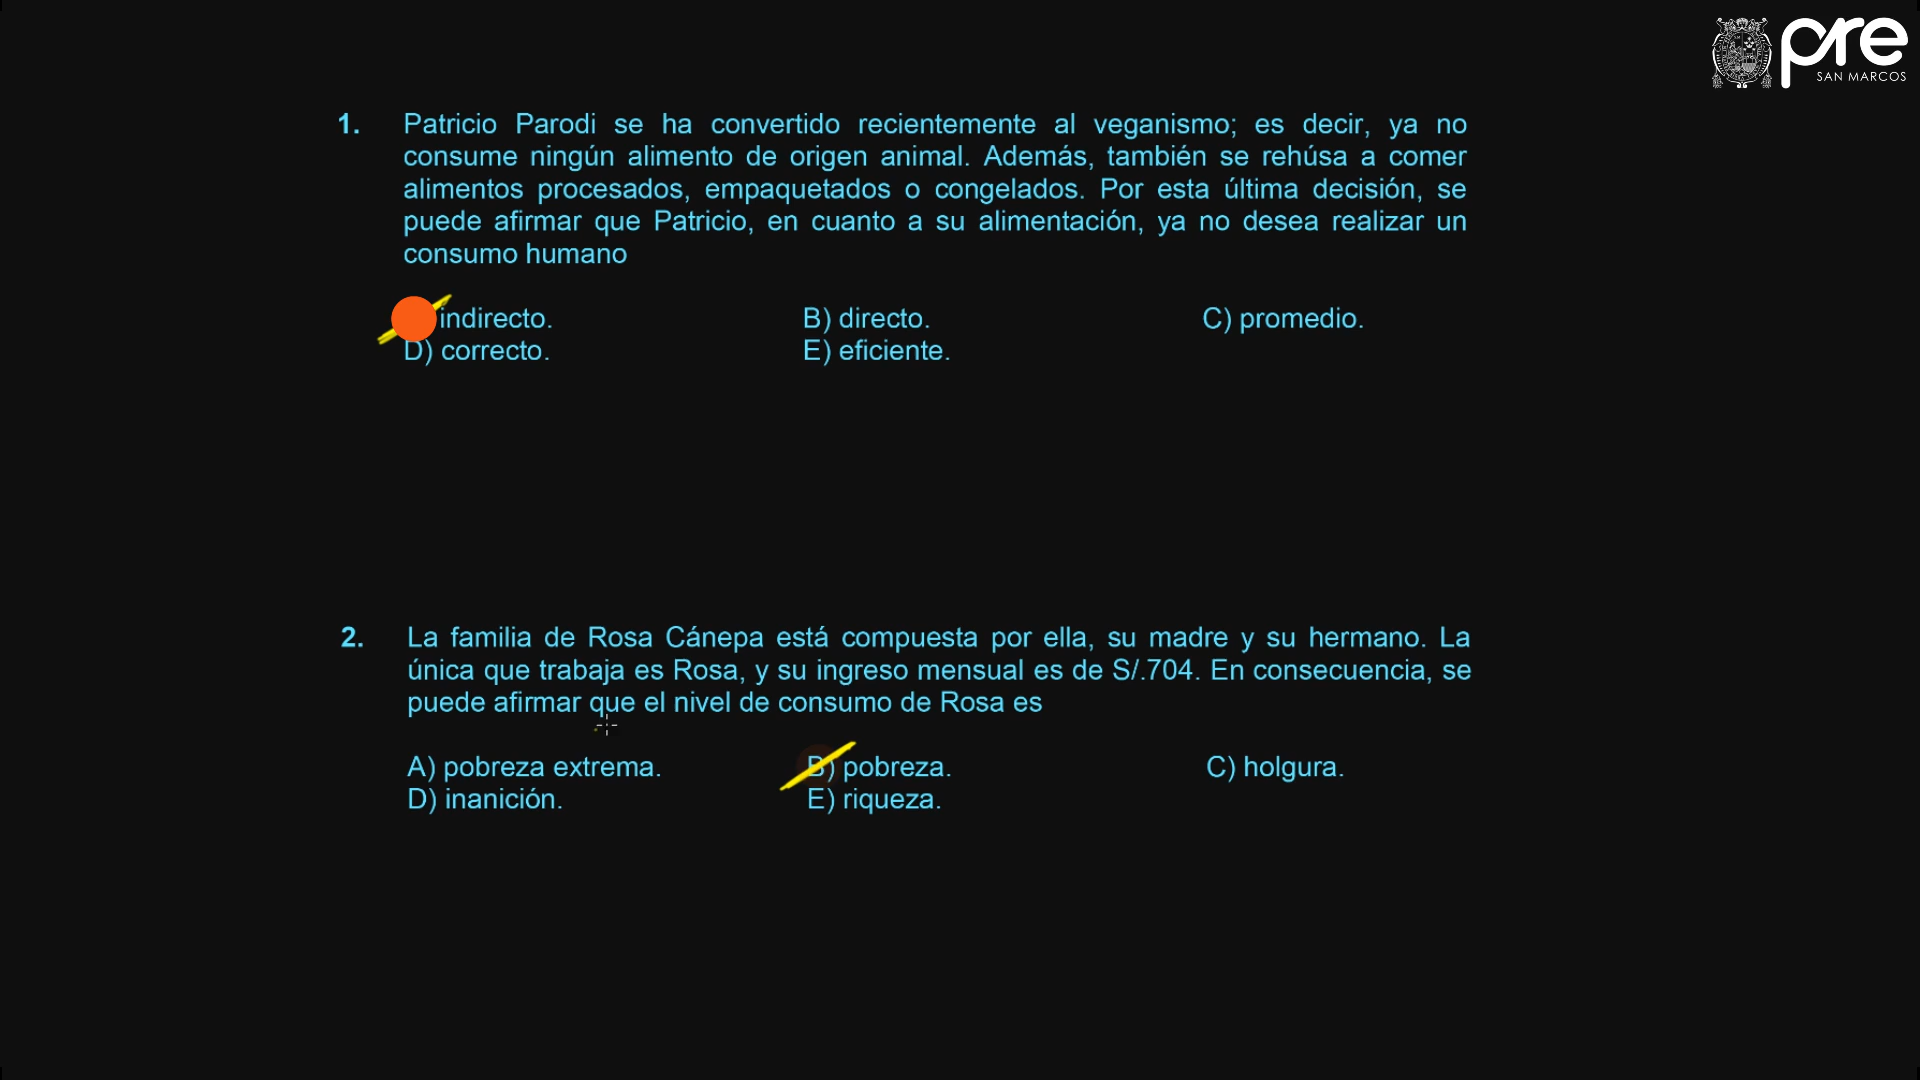 pre
SAN MARCOS
1. Patricio Parodi se ha convertido recientemente al veganismo; es decir, ya no
consume ningún alimento de origen animal. Además, también se rehúsa a comer
alimentos procesados, empaquetados o congelados. Por esta última decisión, se
puede afirmar que Patricio, en cuanto a su alimentación, ya no desea realizar un
consumo humano
indirecto. B) directo. C) promedio.
D) correcto. E) eficiente.
2. La familia de Rosa Cánepa está compuesta por ella, su madre y su hermano. La
única que trabaja es Rosa, y su ingreso mensual es de S/.704. En consecuencia, se
puede afirmar que el nivel de consumo de Rosa es
A) pobreza extrema. B) pobreza. C) holgura.
D) inanición. E) riqueza.